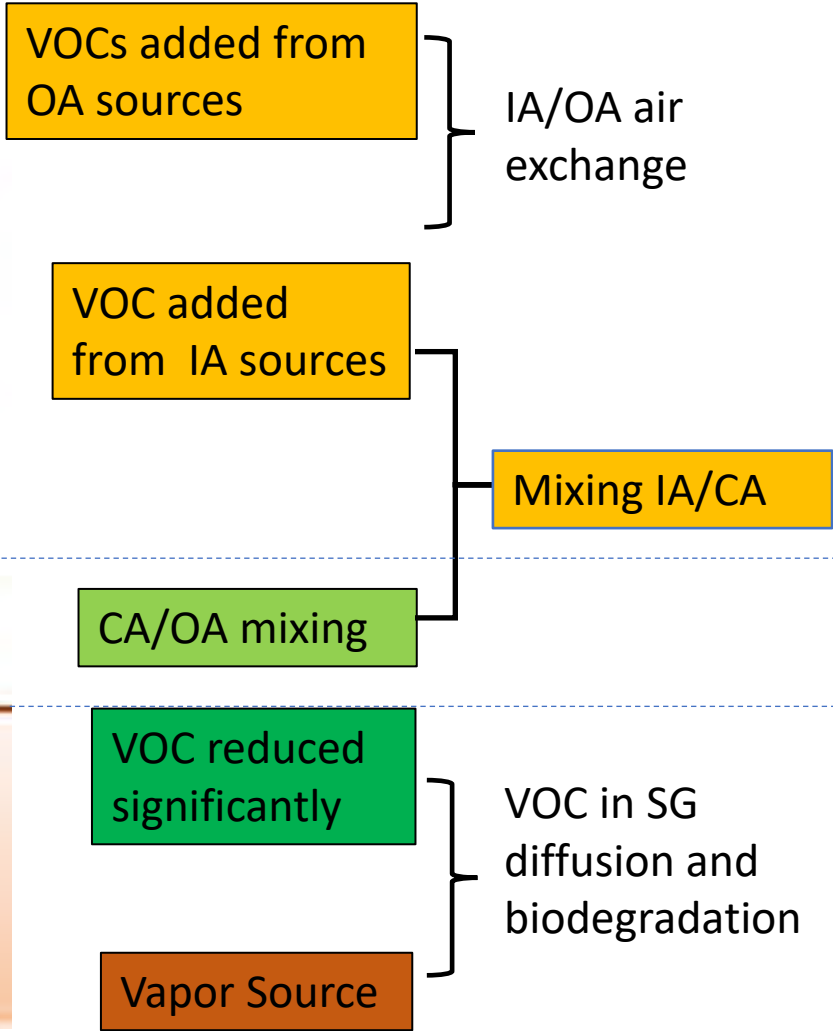 VOCs added from
OA sources
IA/OA air
exchange
VOC added
from  IA sources
Mixing IA/CA
CA/OA mixing
VOC reduced
significantly
VOC in SG
diffusion and
biodegradation
Vapor Source